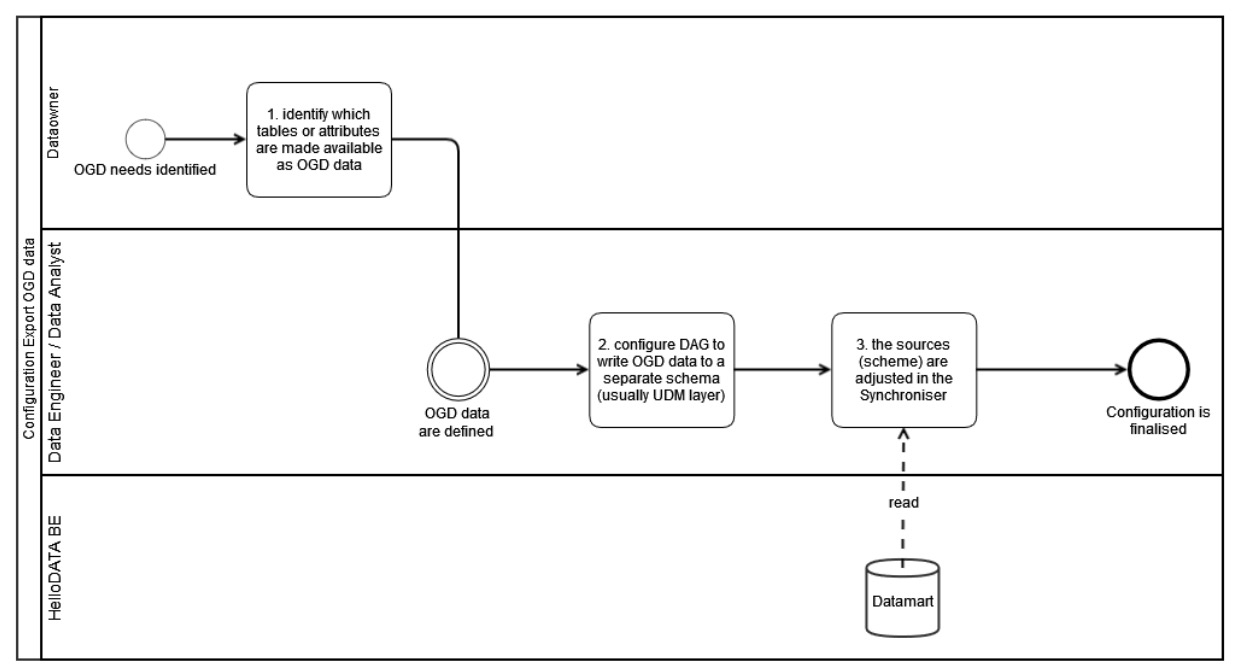 Configuration Export OGD data
Dataowner
OGD needs identified
1. identify which
tables or attributes
are made available
as OGD data
Data Engineer / Data Analyst
OGD data
are defined
2. configure DAG to
write OGD data to a
separate schema
(usually UDM layer)
3. the sources
(scheme) are
adjusted in the
Synchroniser
Configuration is
finalised
HelloDATA BE
read
Datamart